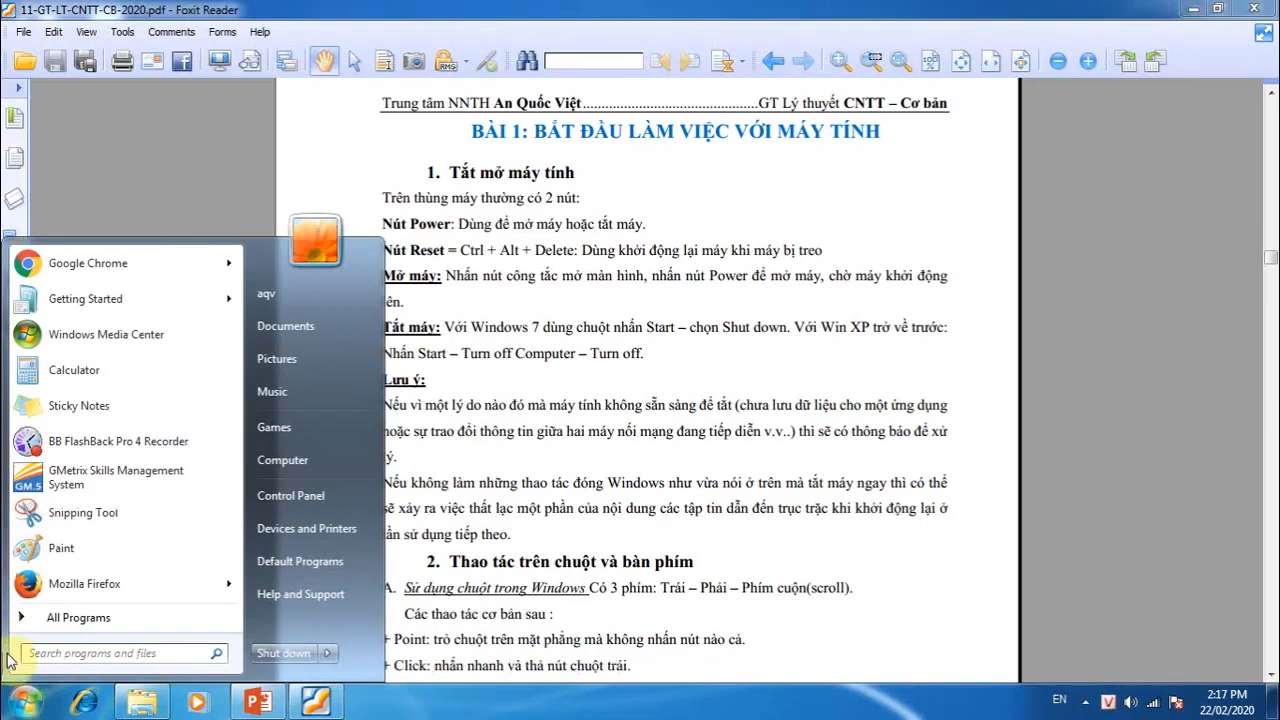 11-GT-LT-CNTT-CB-2020.pdf - Foxit Reader
File Edit View Tools Comments Forms Help
RMS
100%
Trung tâm NNTH An Quốc Việt.................................................GT Lý thuyết CNTT – Cơ bản
BÀI 1: BẮT ĐẦU LÀM VIỆC VỚI MÁY TÍNH
1. Tắt mở máy tính
Trên thùng máy thường có 2 nút:
Nút Power: Dùng để mở máy hoặc tắt máy.
Nút Reset = Ctrl + Alt + Delete: Dùng khởi động lại máy khi máy bị treo
Mở máy: Nhấn nút công tắc mở màn hình, nhấn nút Power để mở máy, chờ máy khởi động
ên.
Tắt máy: Với Windows 7 dùng chuột nhấn Start – chọn Shut down. Với Win XP trở về trước:
Nhấn Start – Turn off Computer – Turn off.
Lưu ý:
Nếu vì một lý do nào đó mà máy tính không sẵn sàng để tắt (chưa lưu dữ liệu cho một ứng dụng
hoặc sự trao đổi thông tin giữa hai máy nối mạng đang tiếp diễn v.v..) thì sẽ có thông báo để xử
ý.
Nếu không làm những thao tác đóng Windows như vừa nói ở trên mà tắt máy ngay thì có thể
sẽ xảy ra việc thất lạc một phần của nội dung các tập tin dẫn đến trục trặc khi khởi động lại ở
ần sử dụng tiếp theo.
2. Thao tác trên chuột và bàn phím
A. Sử dụng chuột trong Windows Có 3 phím: Trái – Phải – Phím cuộn(scroll).
Các thao tác cơ bản sau :
+ Point: trỏ chuột trên mặt phẳng mà không nhấn nút nào cả.
+ Click: nhấn nhanh và thả nút chuột trái.
Google Chrome
Getting Started
Windows Media Center
Calculator
Sticky Notes
BB FlashBack Pro 4 Recorder
GM.5 GMetrix Skills Management
System
Snipping Tool
Paint
Mozilla Firefox
All Programs
Search programs and files
aqv
Documents
Pictures
Music
Games
Computer
Control Panel
Devices and Printers
Default Programs
Help and Support
Shut down
EN
V
2:17 PM
22/02/2020